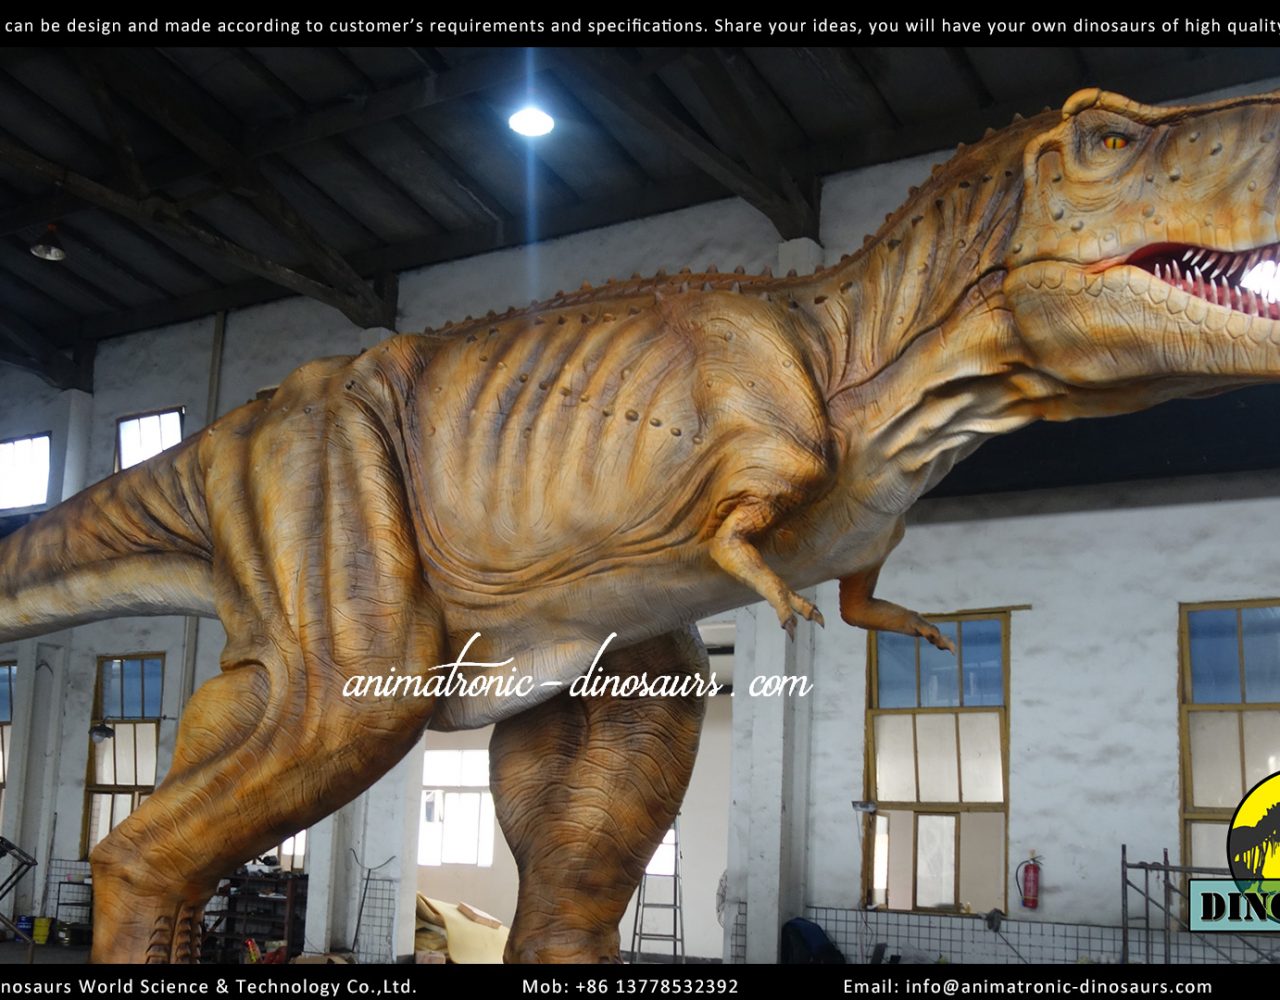 can be design and made according to customer’s requirements and specifications. Share your ideas, you will have your own dinosaurs of high quality
animatronic-dinosaurs.com
DINO
nosaurs World Science & Technology Co.,Ltd.
Mob: +86 13778532392
Email: info@animatronic-dinosaurs.com